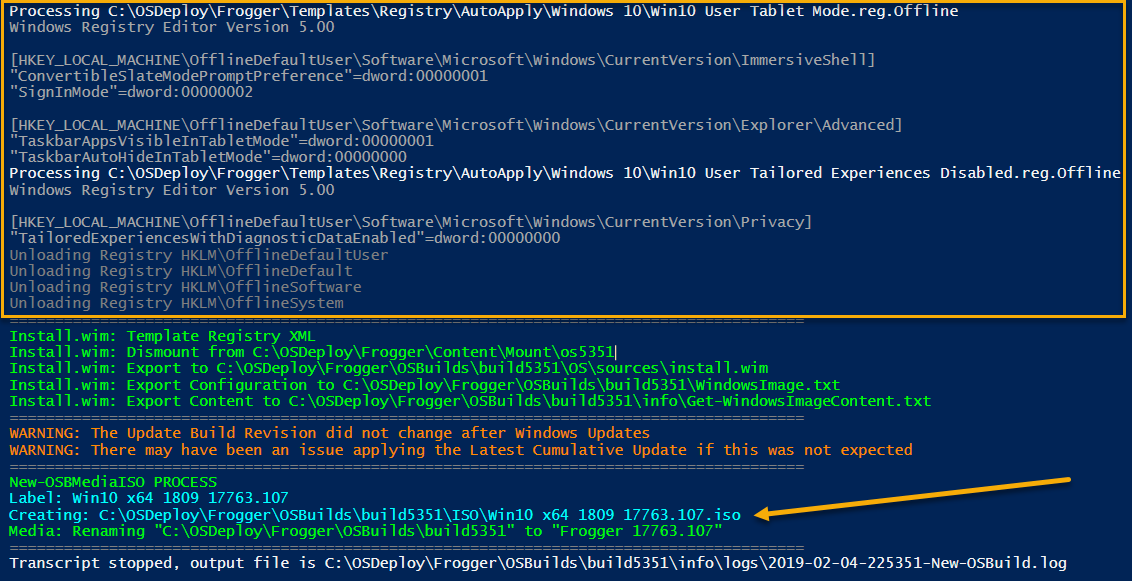 Processing C:\OSDeploy\Frogger\Templates\Registry\AutoApply\Windows 10\Win10 User Tablet Mode.reg.Offline
Windows Registry Editor Version 5.00
[HKEY_LOCAL_MACHINE\OfflineDefaultUser\Software\Microsoft\Windows\CurrentVersion\ImmersiveShell]
"ConvertibleSlateModePromptPreference"=dword:00000001
"SignInMode"=dword:00000002
[HKEY_LOCAL_MACHINE\OfflineDefaultUser\Software\Microsoft\Windows\CurrentVersion\Explorer\Advanced]
"TaskbarAppsVisibleInTabletMode"=dword:00000001
"TaskbarAutoHideInTabletMode"=dword:00000000
Processing C:\OSDeploy\Frogger\Templates\Registry\AutoApply\Windows 10\Win10 User Tailored Experiences Disabled.reg.Offline
Windows Registry Editor Version 5.00
[HKEY_LOCAL_MACHINE\OfflineDefaultUser\Software\Microsoft\Windows\CurrentVersion\Privacy]
"TailoredExperiencesWithDiagnosticDataEnabled"=dword:00000000
Unloading Registry HKLM\OfflineDefaultUser
Unloading Registry HKLM\OfflineDefault
Unloading Registry HKLM\OfflineSoftware
Unloading Registry HKLM\OfflineSystem
========================================================================================
Install.wim: Template Registry XML
Install.wim: Dismount from C:\OSDeploy\Frogger\Content\Mount\os5351
Install.wim: Export to C:\OSDeploy\Frogger\OSBuilds\build5351\OS\sources\install.wim
Install.wim: Export Configuration to C:\OSDeploy\Frogger\OSBuilds\build5351\WindowsImage.txt
Install.wim: Export Content to C:\OSDeploy\Frogger\OSBuilds\build5351\info\Get-WindowsImageContent.txt
========================================================================================
WARNING: The Update Build Revision did not change after Windows Updates
WARNING: There may have been an issue applying the Latest Cumulative Update if this was not expected
========================================================================================
New-OSBMediaISO PROCESS
Label: Win10 x64 1809 17763.107
Creating: C:\OSDeploy\Frogger\OSBuilds\build5351\ISO\Win10 x64 1809 17763.107.iso
Media: Renaming "C:\OSDeploy\Frogger\OSBuilds\build5351" to "Frogger 17763.107"
========================================================================================
Transcript stopped, output file is C:\OSDeploy\Frogger\OSBuilds\build5351\info\logs\2019-02-04-225351-New-OSBuild.log